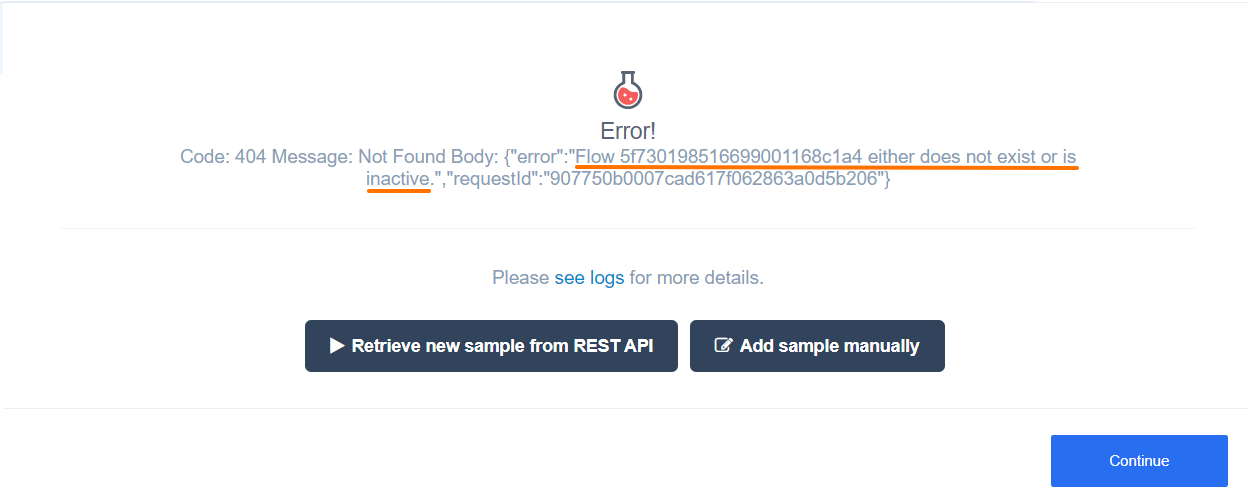 Error!
Code: 404 Message: Not Found Body: {"error":"Flow 5f730198516699001168c1a4 either does not exist or is
inactive.","requestId":"907750b0007cad617f062863a0d5b206"}
Please see logs for more details.
Retrieve new sample from REST API
Add sample manually
Continue